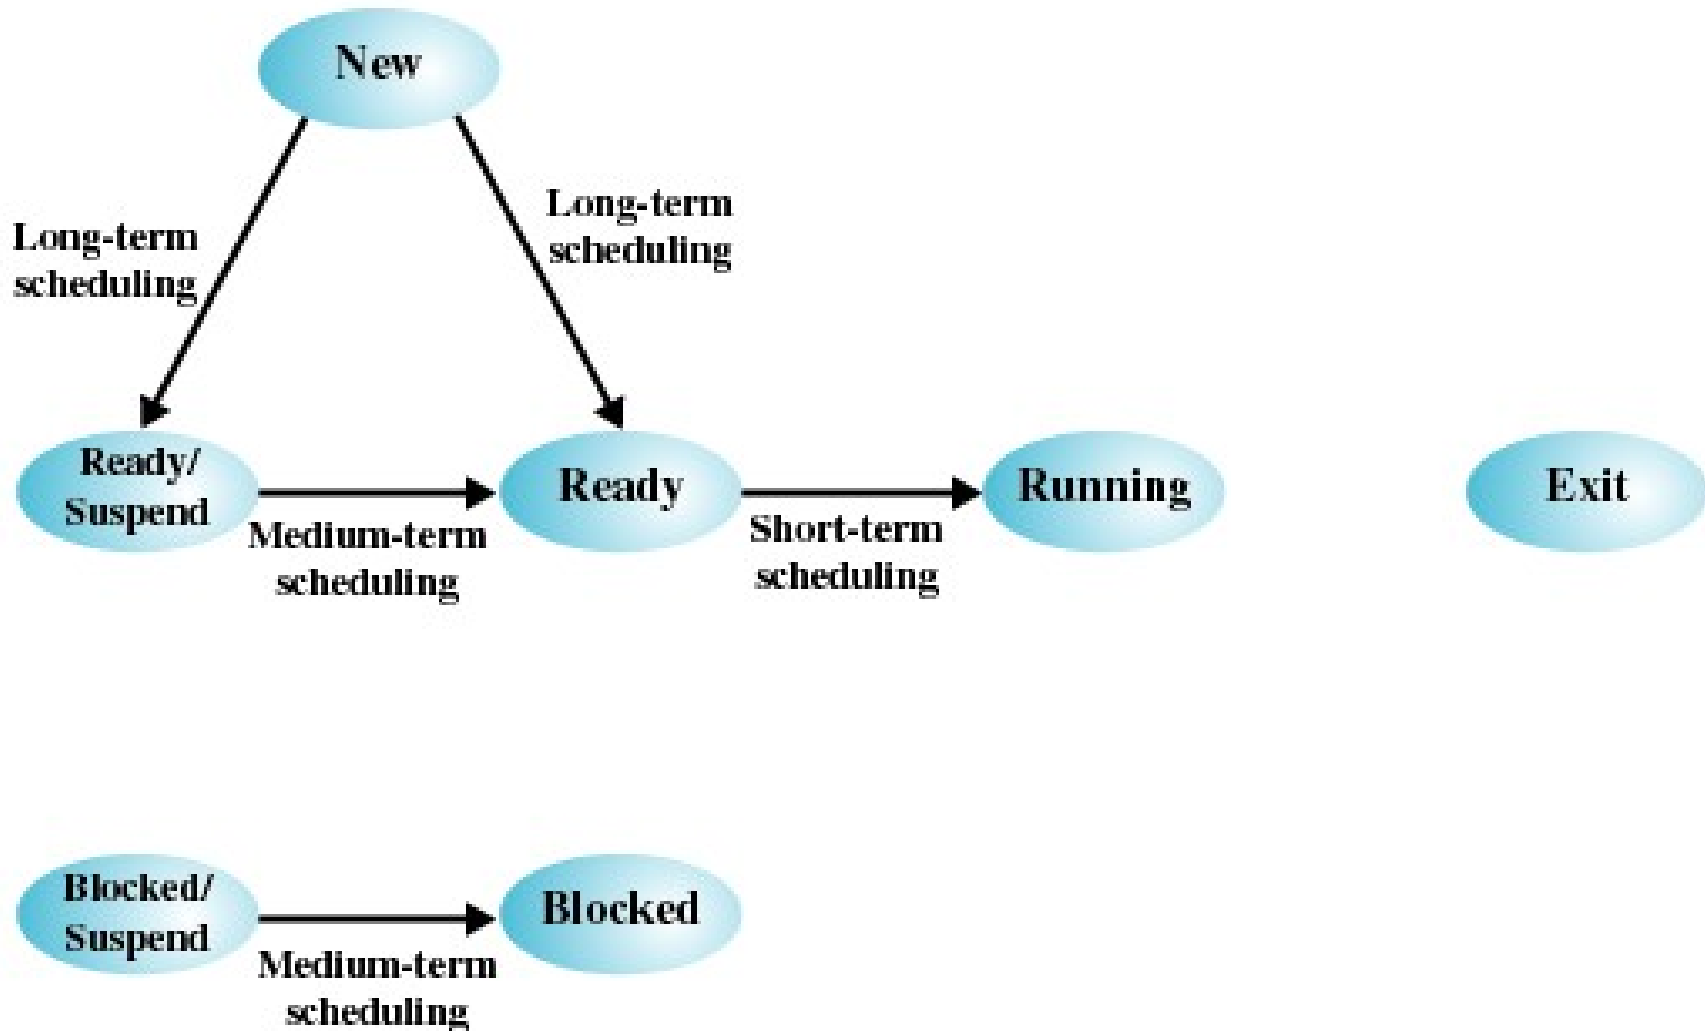 New
Long-term
scheduling
Long-term
scheduling
Ready/
Suspend
Medium-term
scheduling
Ready
Short-term
scheduling
Running
Exit
Blocked/
Suspend
Medium-term
scheduling
Blocked